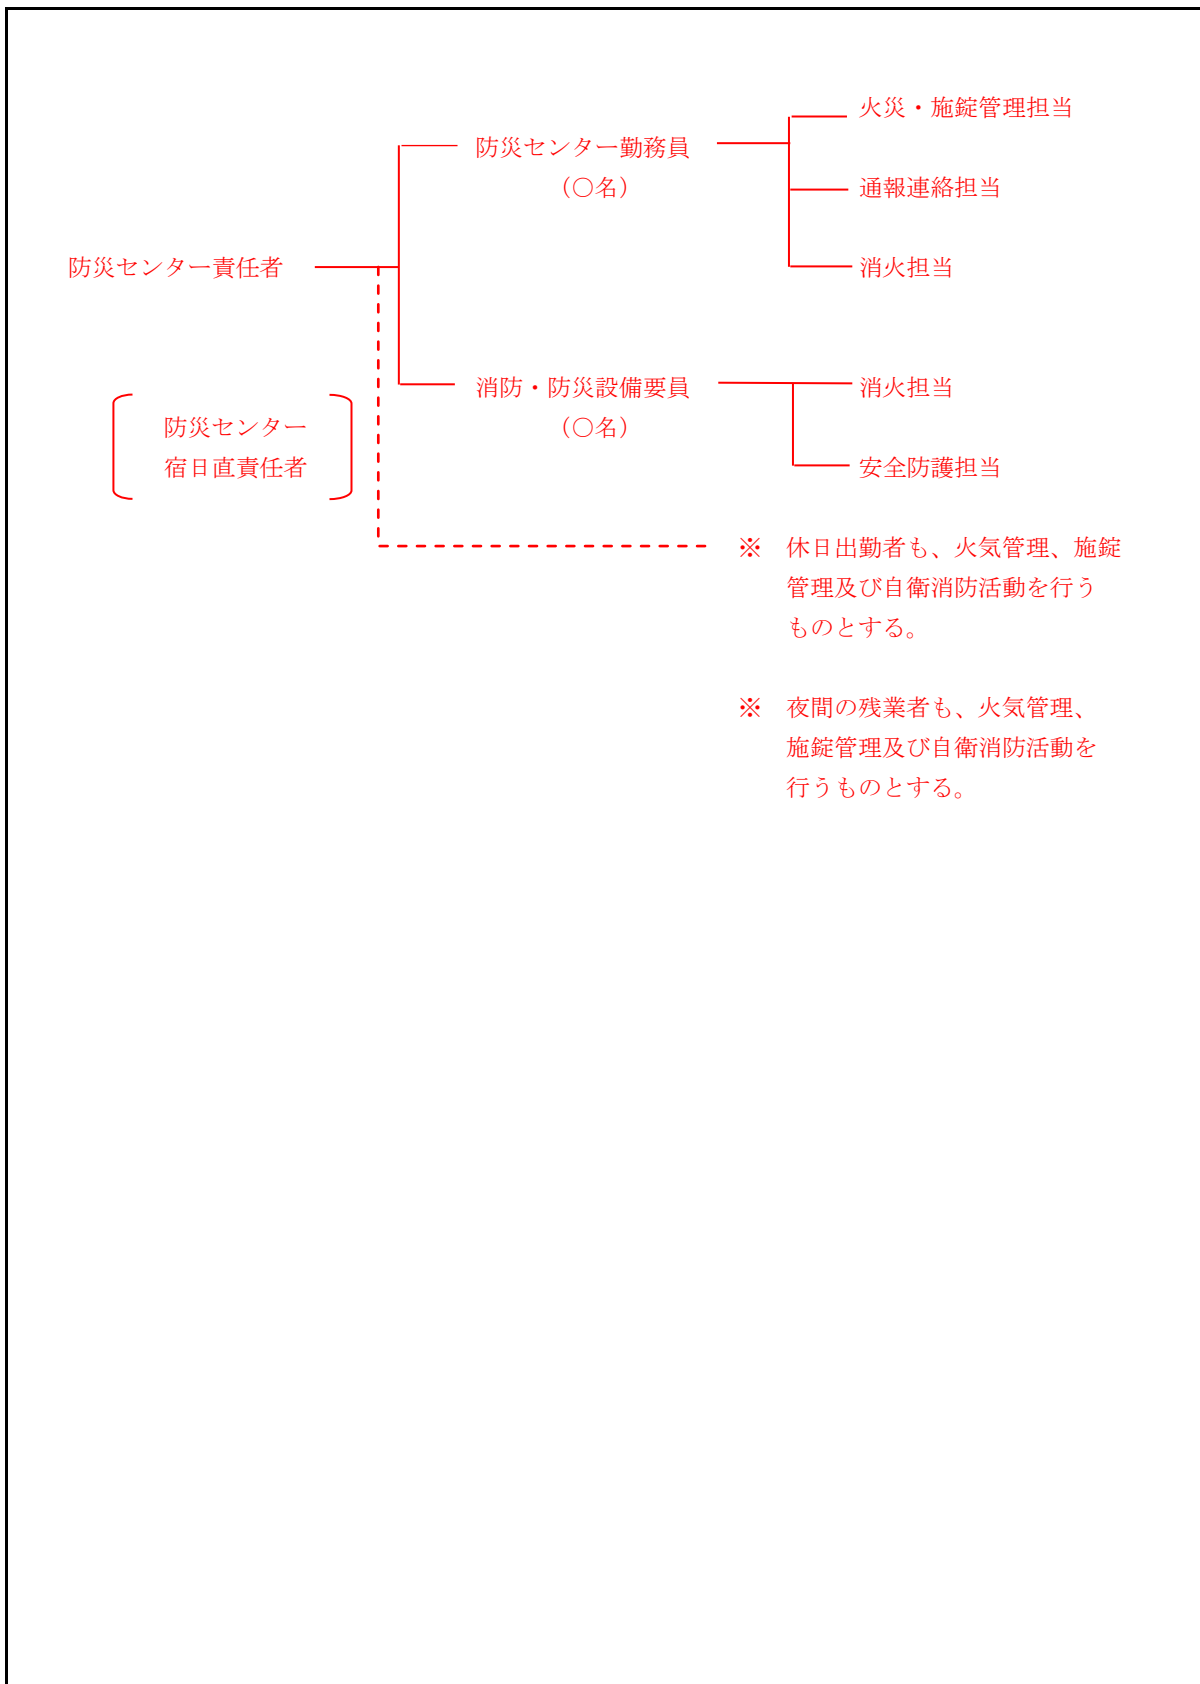 火災・施錠管理担当
防災センター勤務員
（〇名）
通報連絡担当
防災センター責任者
消火担当
消防・防災設備要員
（〇名）
消火担当
防災センター
宿日直責任者
安全防護担当
※ 休日出勤者も、火気管理、施錠
管理及び自衛消防活動を行う
ものとする。
※ 夜間の残業者も、火気管理、
施錠管理及び自衛消防活動を
行うものとする。